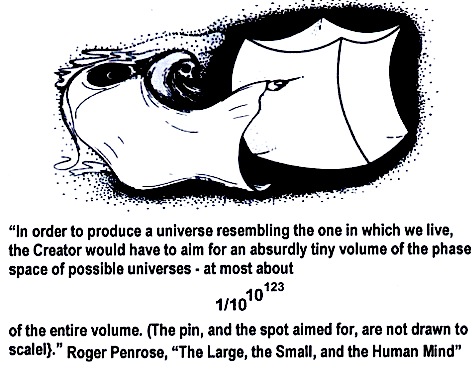 “In order to produce a universe resembling the one in which we live,
the Creator would have to aim for an absurdly tiny volume of the phase
space of possible universes - at most about
1/10^10^123
of the entire volume. (The pin, and the spot aimed for, are not drawn to
scale!}.” Roger Penrose, “The Large, the Small, and the Human Mind”